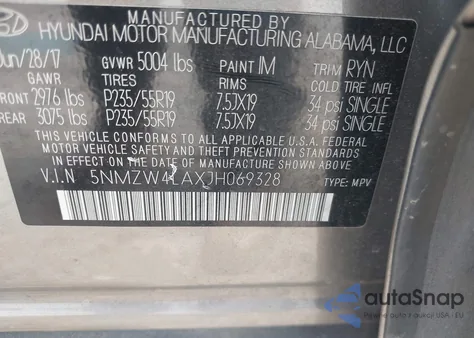 HYUNDAI MOTOR MANUFACTURING ALABAMA, LLC
Jun/28/17 GVWR 5004 lbs PAINT IM TRIM RYN
GAWR TIRES RIMS COLD TIRE INFL
FRONT 2976 lbs P235/55R19 7.5JX19 34 psi SINGLE
REAR 3075 lbs P235/55R19 7.5JX19 34 psi SINGLE
THIS VEHICLE CONFORMS TO ALL APPLICABLE U.S.A. FEDERAL
MOTOR VEHICLE SAFETY AND THEFT PREVENTION STANDARDS
IN EFFECT ON THE DATE OF MANUFACTURE SHOWN ABOVE.
V.I.N 5NMZW4LAXJH069328 TYPE: MPV
autoSnap
USA i EU